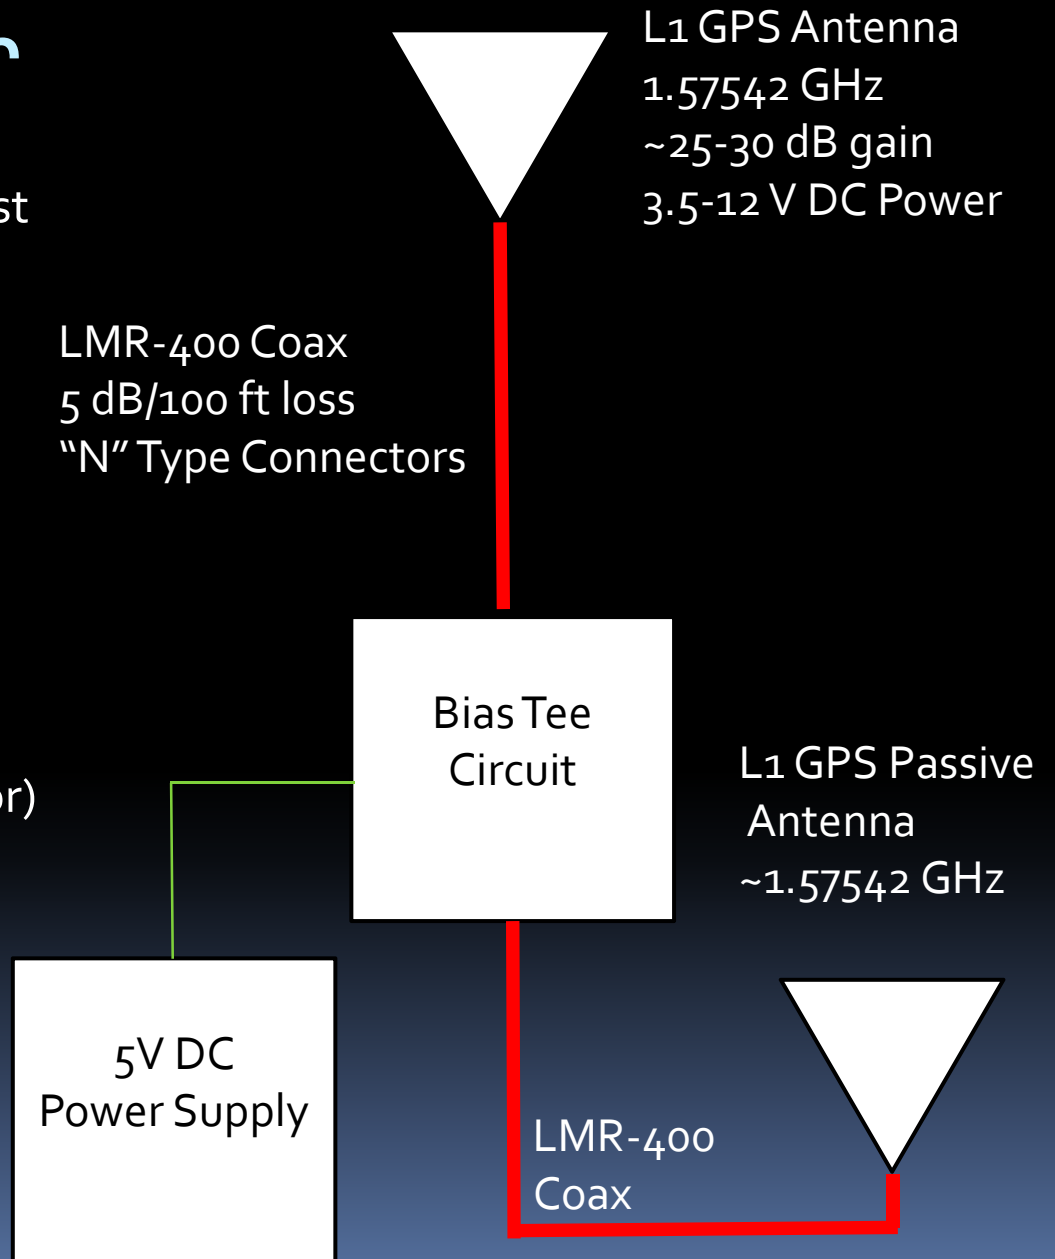 L1 GPS Antenna
1.57542 GHz
~25-30 dB gain
3.5-12 V DC Power
LMR-400 Coax
5 dB/100 ft loss
“N” Type Connectors
Bias Tee
Circuit
L1 GPS Passive
Antenna
~1.57542 GHz
5V DC
Power Supply
LMR-400
Coax